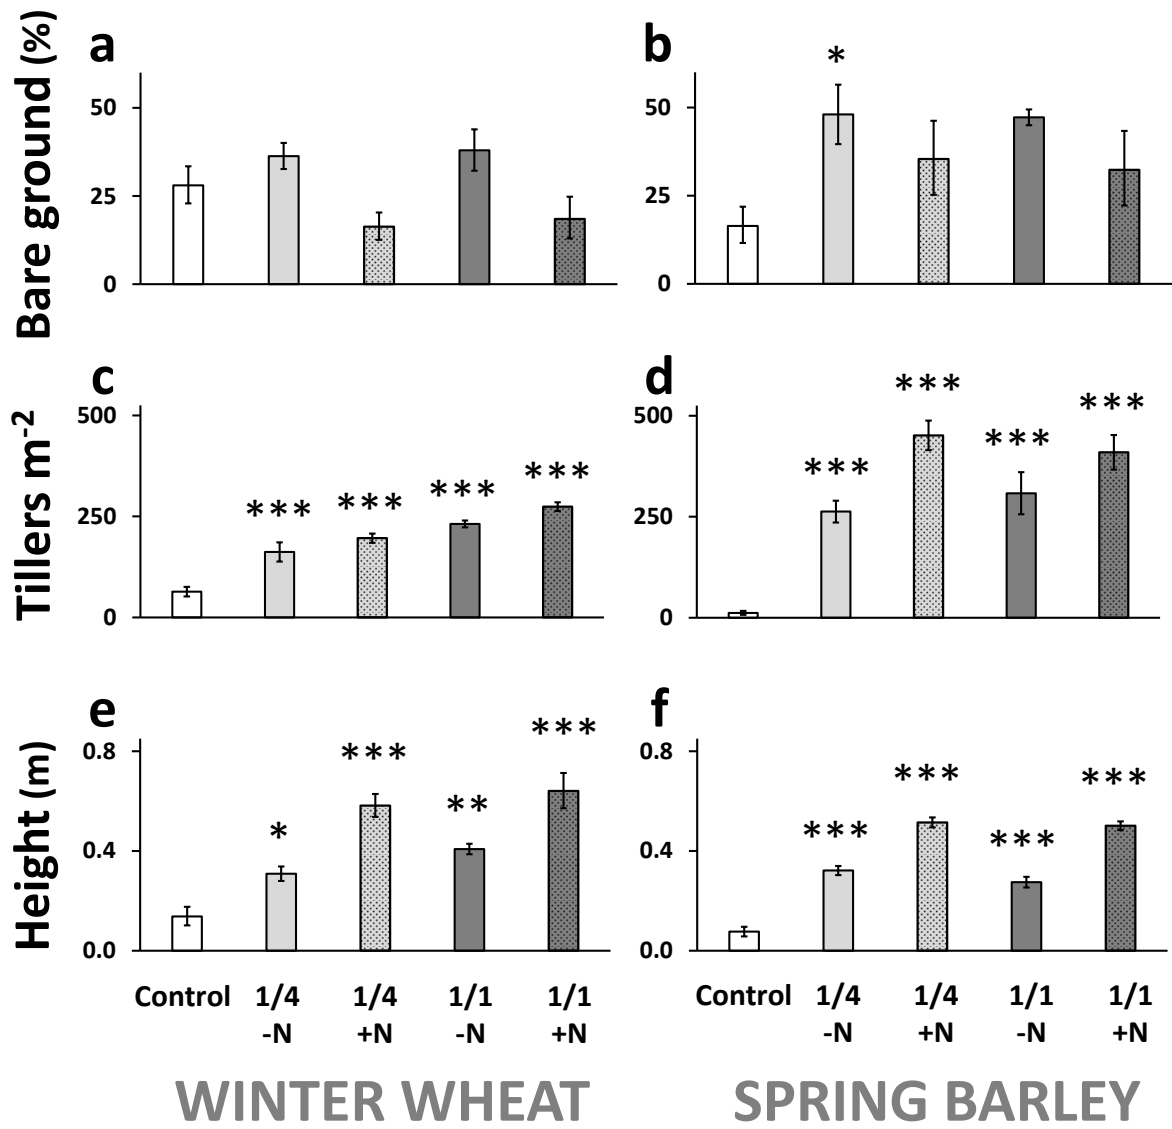 Bare ground (%)
a
50
25
0
b
*
50
25
0
Tillers m-2
c
500
250
0
***
***
***
***
d
500
250
0
***
***
***
***
Height (m)
e
0.8
0.4
0.0
*
***
**
***
f
***
***
***
***
0.8
0.4
0.0
Control 1/4 1/4 1/1 1/1
-N +N -N +N
Control 1/4 1/4 1/1 1/1
-N +N -N +N
WINTER WHEAT
SPRING BARLEY